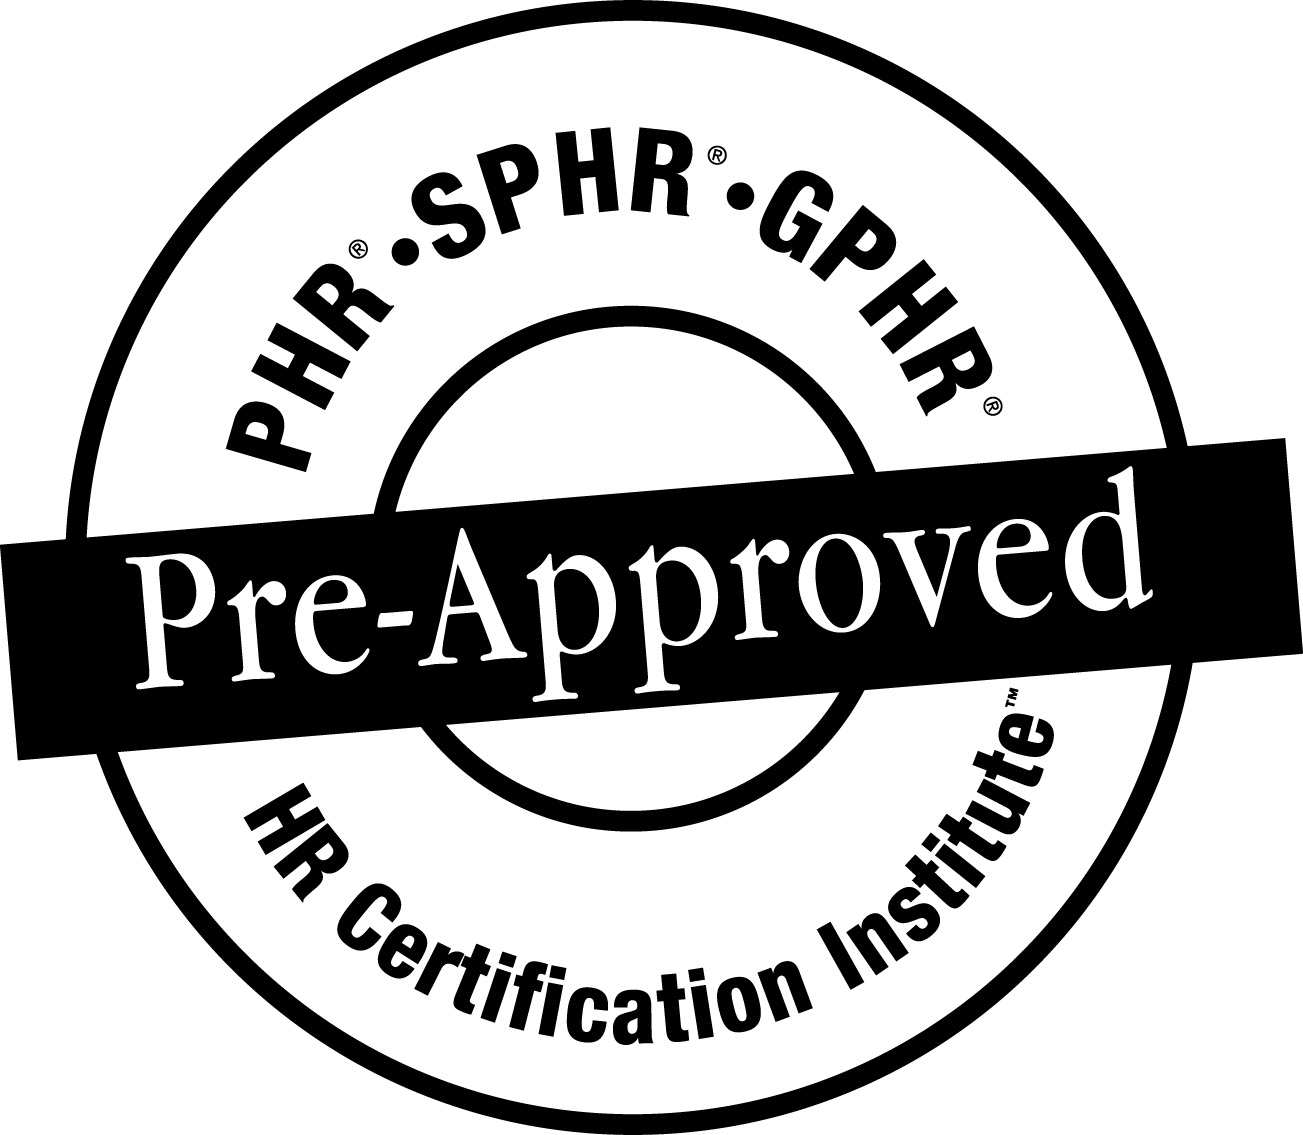 PHR®•SPHR®•GPHR®
Pre-Approved
HR Certification Institute™